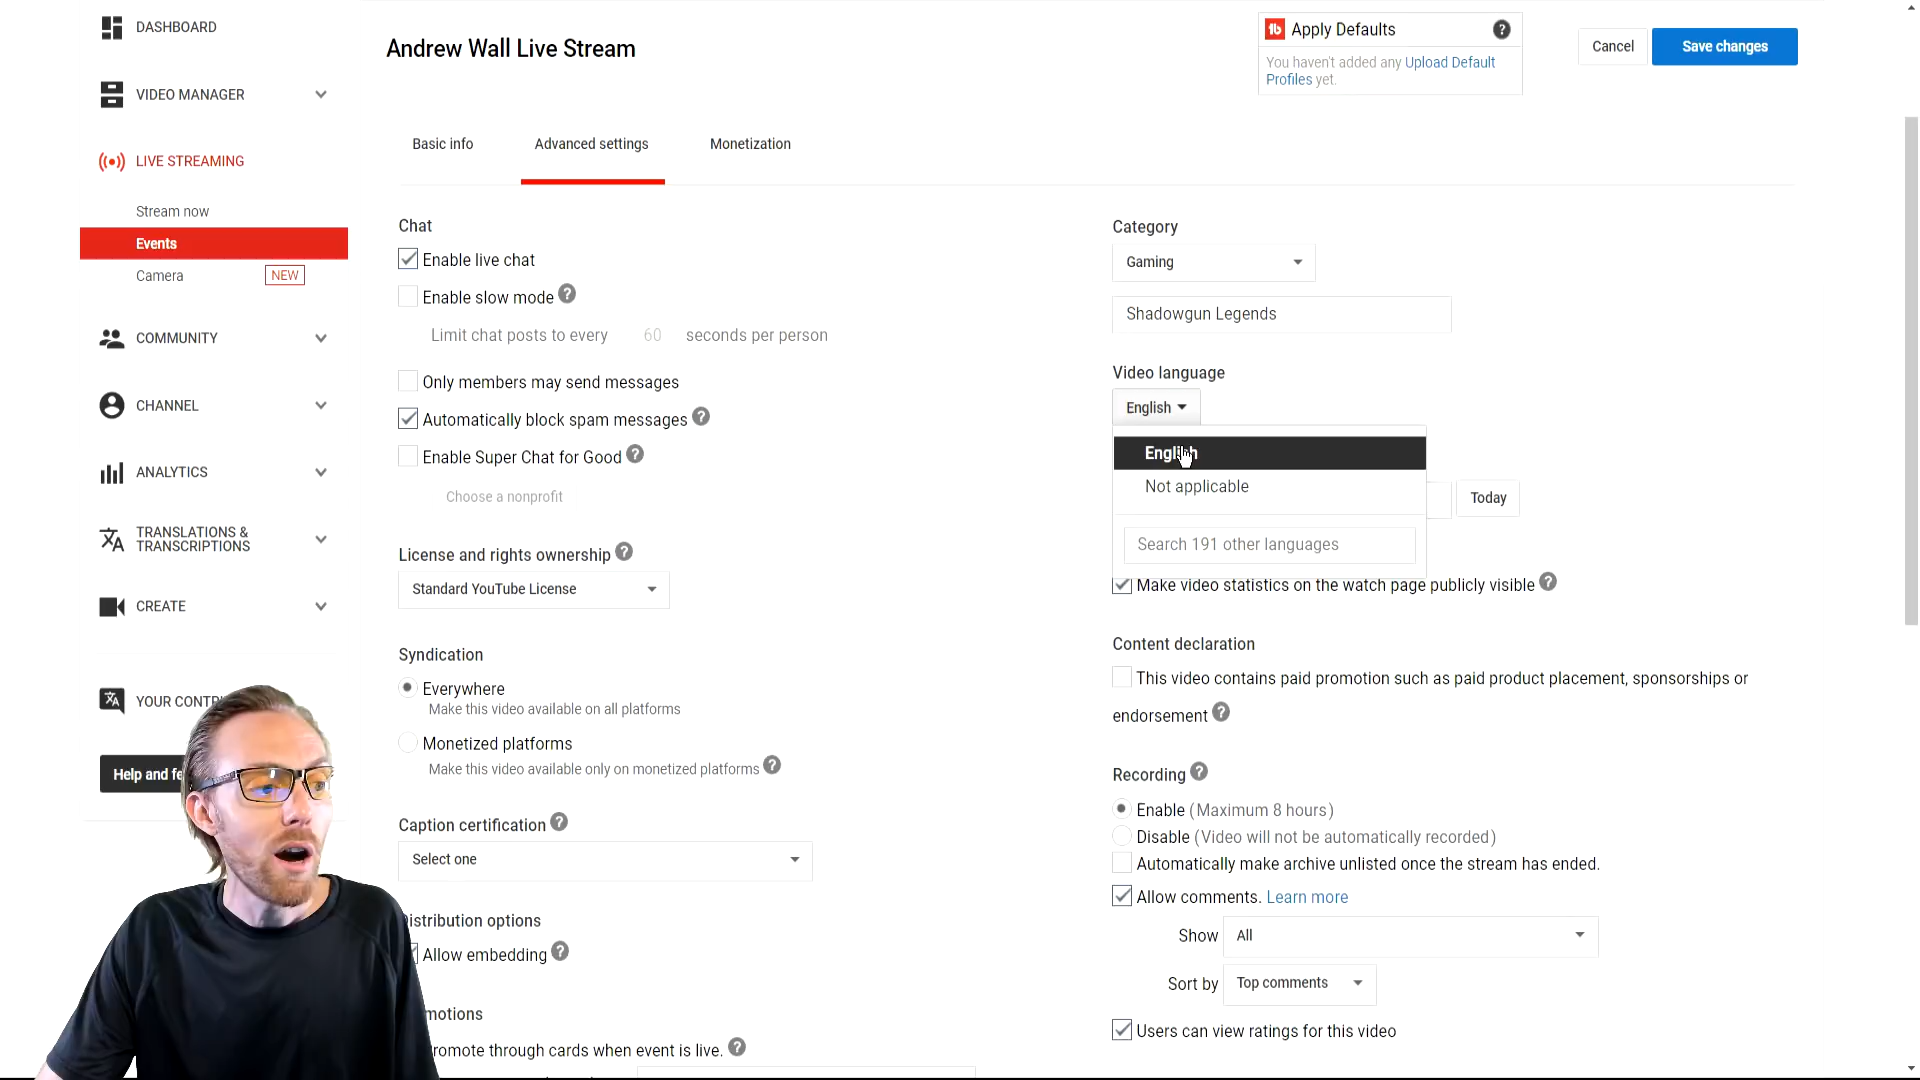 DASHBOARD
VIDEO MANAGER
LIVE STREAMING
Stream now
Events
Camera NEW
COMMUNITY
CHANNEL
ANALYTICS
TRANSLATIONS &
TRANSCRIPTIONS
CREATE
YOUR CONTR
Help and fe
Andrew Wall Live Stream
Apply Defaults
You haven't added any Upload Default
Profiles yet.
Cancel
Save changes
Basic info
Advanced settings
Monetization
Chat
Enable live chat
Enable slow mode
Limit chat posts to every 60 seconds per person
Only members may send messages
Automatically block spam messages
Enable Super Chat for Good
Choose a nonprofit
License and rights ownership
Standard YouTube License
Syndication
Everywhere
Make this video available on all platforms
Monetized platforms
Make this video available only on monetized platforms
Caption certification
Select one
istribution options
Allow embedding
motions
romote through cards when event is live.
Category
Gaming
Shadowgun Legends
Video language
English
English
Not applicable
Search 191 other languages
Today
Make video statistics on the watch page publicly visible
Content declaration
This video contains paid promotion such as paid product placement, sponsorships or
endorsement
Recording
Enable (Maximum 8 hours)
Disable (Video will not be automatically recorded)
Automatically make archive unlisted once the stream has ended.
Allow comments. Learn more
Show All
Sort by Top comments
Users can view ratings for this video